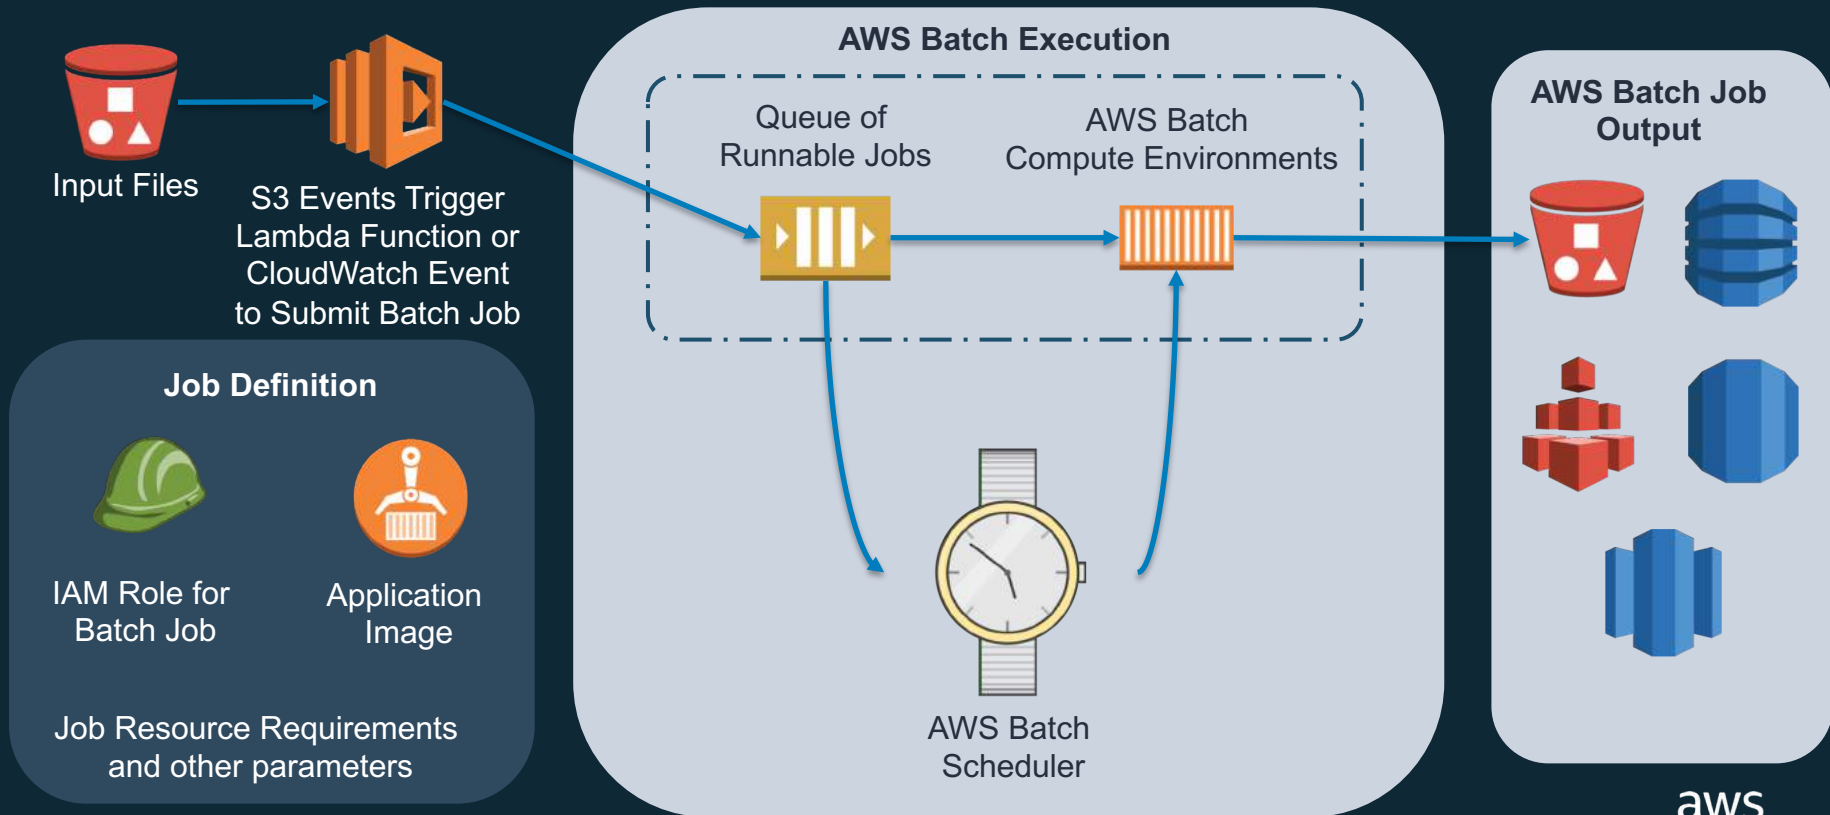 Input Files
S3 Events Trigger
Lambda Function or
CloudWatch Event
to Submit Batch Job
Job Definition
IAM Role for
Batch Job
Application
Image
Job Resource Requirements
and other parameters
AWS Batch Execution
Queue of
Runnable Jobs
AWS Batch
Compute Environments
AWS Batch
Scheduler
AWS Batch Job
Output
aws